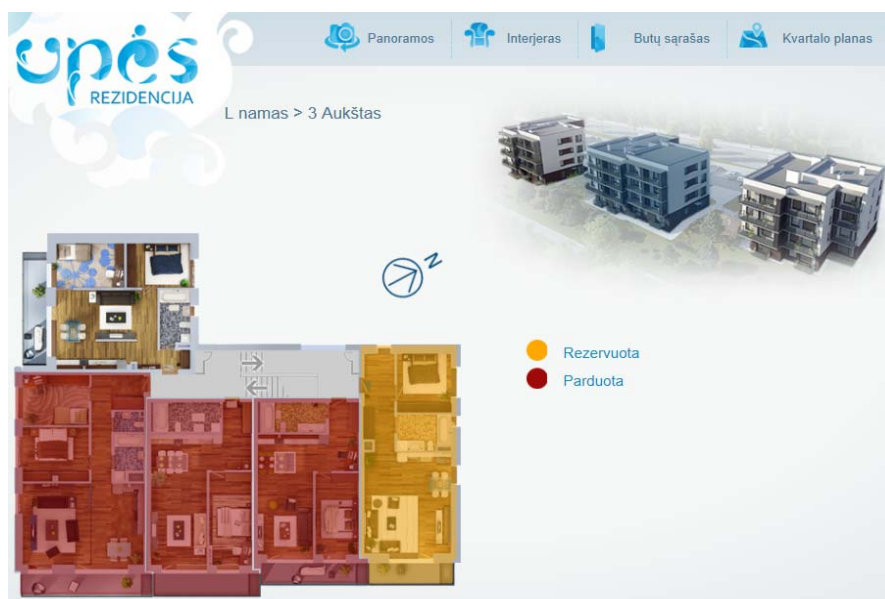 upės
REZIDENCIJA
Panoramos
Interjeras
Butų sąrašas
Kvartalo planas
L namas > 3 Aukštas
N
Rezervuota
Parduota